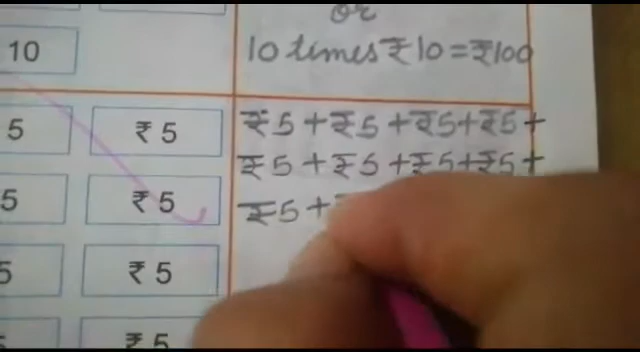 or
10 10 times ₹10 = ₹100
5 ₹ 5 ₹5 + ₹5 + ₹5 + ₹5 +
₹5 + ₹5 + ₹5 + ₹5 +
5 ₹ 5 ₹5 +
5 ₹ 5
₹ 5